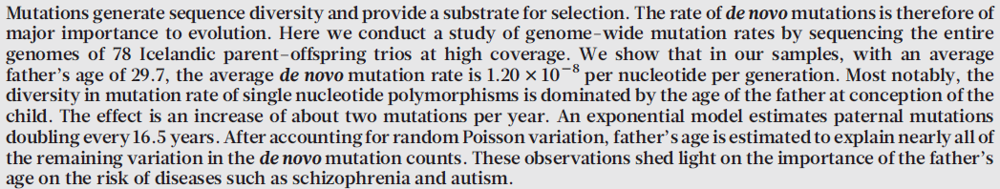 Mutations generate sequence diversity and provide a substrate for selection. The rate of de novo mutations is therefore of
major importance to evolution. Here we conduct a study of genome-wide mutation rates by sequencing the entire
genomes of 78 Icelandic parent–offspring trios at high coverage. We show that in our samples, with an average
father's age of 29.7, the average de novo mutation rate is 1.20 × 10⁻⁸ per nucleotide per generation. Most notably, the
diversity in mutation rate of single nucleotide polymorphisms is dominated by the age of the father at conception of the
child. The effect is an increase of about two mutations per year. An exponential model estimates paternal mutations
doubling every 16.5 years. After accounting for random Poisson variation, father's age is estimated to explain nearly all of
the remaining variation in the de novo mutation counts. These observations shed light on the importance of the father's
age on the risk of diseases such as schizophrenia and autism.